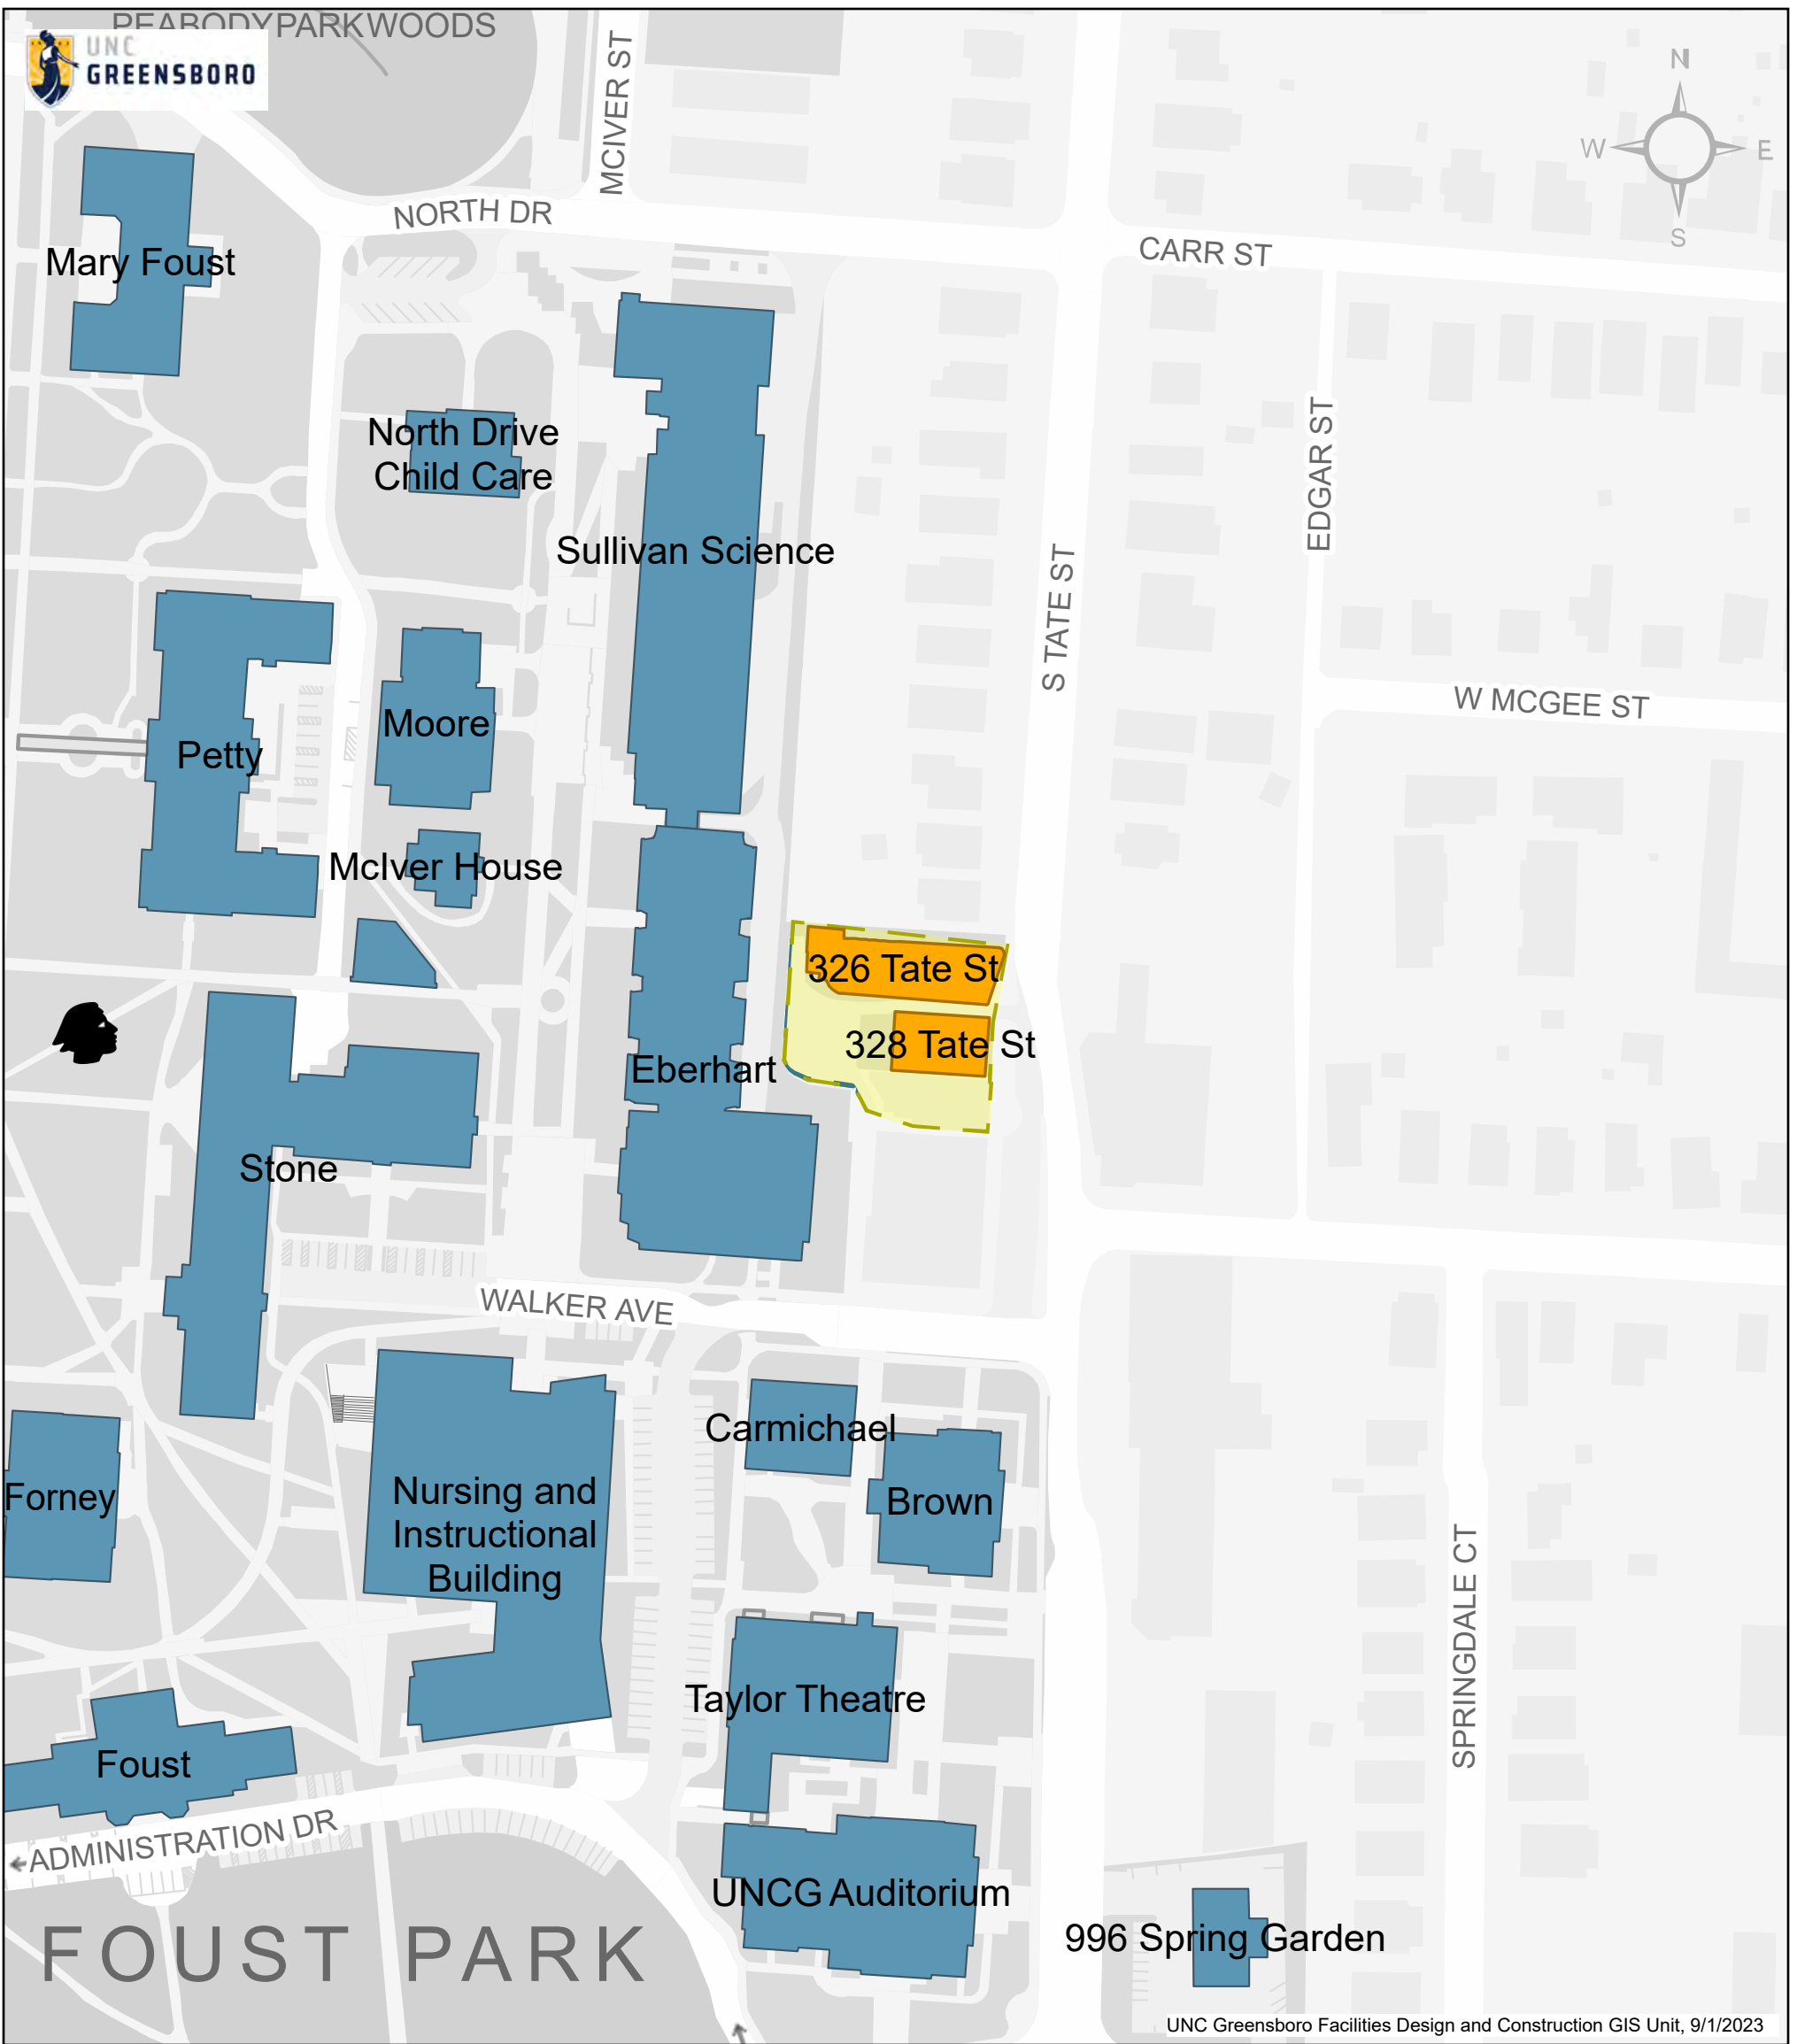 PEABODY PARK WOODS
UNC
GREENSBORO
MCIVER ST
N
W
E
S
NORTH DR
CARR ST
Mary Foust
North Drive
Child Care
EDGAR ST
Sullivan Science
S TATE ST
W MCGEE ST
Moore
Petty
McIver House
326 Tate St
328 Tate St
Eberhart
Stone
WALKER AVE
Carmichael
Forney
Nursing and
Instructional
Building
Brown
SPRINGDALE CT
Taylor Theatre
Foust
ADMINISTRATION DR
UNCG Auditorium
FOUST PARK
996 Spring Garden
UNC Greensboro Facilities Design and Construction GIS Unit, 9/1/2023